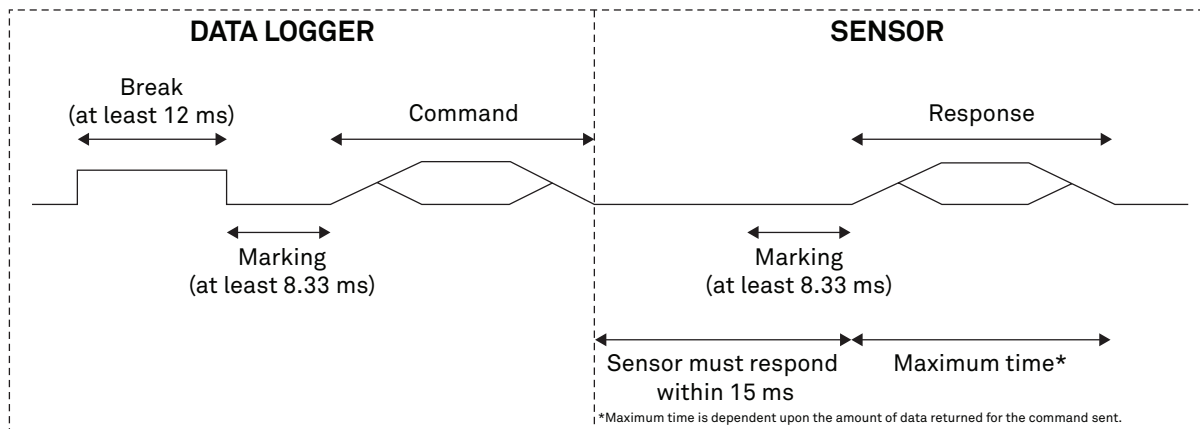 DATA LOGGER
SENSOR
Break
(at least 12 ms)
Command
Response
Marking
(at least 8.33 ms)
Marking
(at least 8.33 ms)
Sensor must respond
within 15 ms
Maximum time*
*Maximum time is dependent upon the amount of data returned for the command sent.